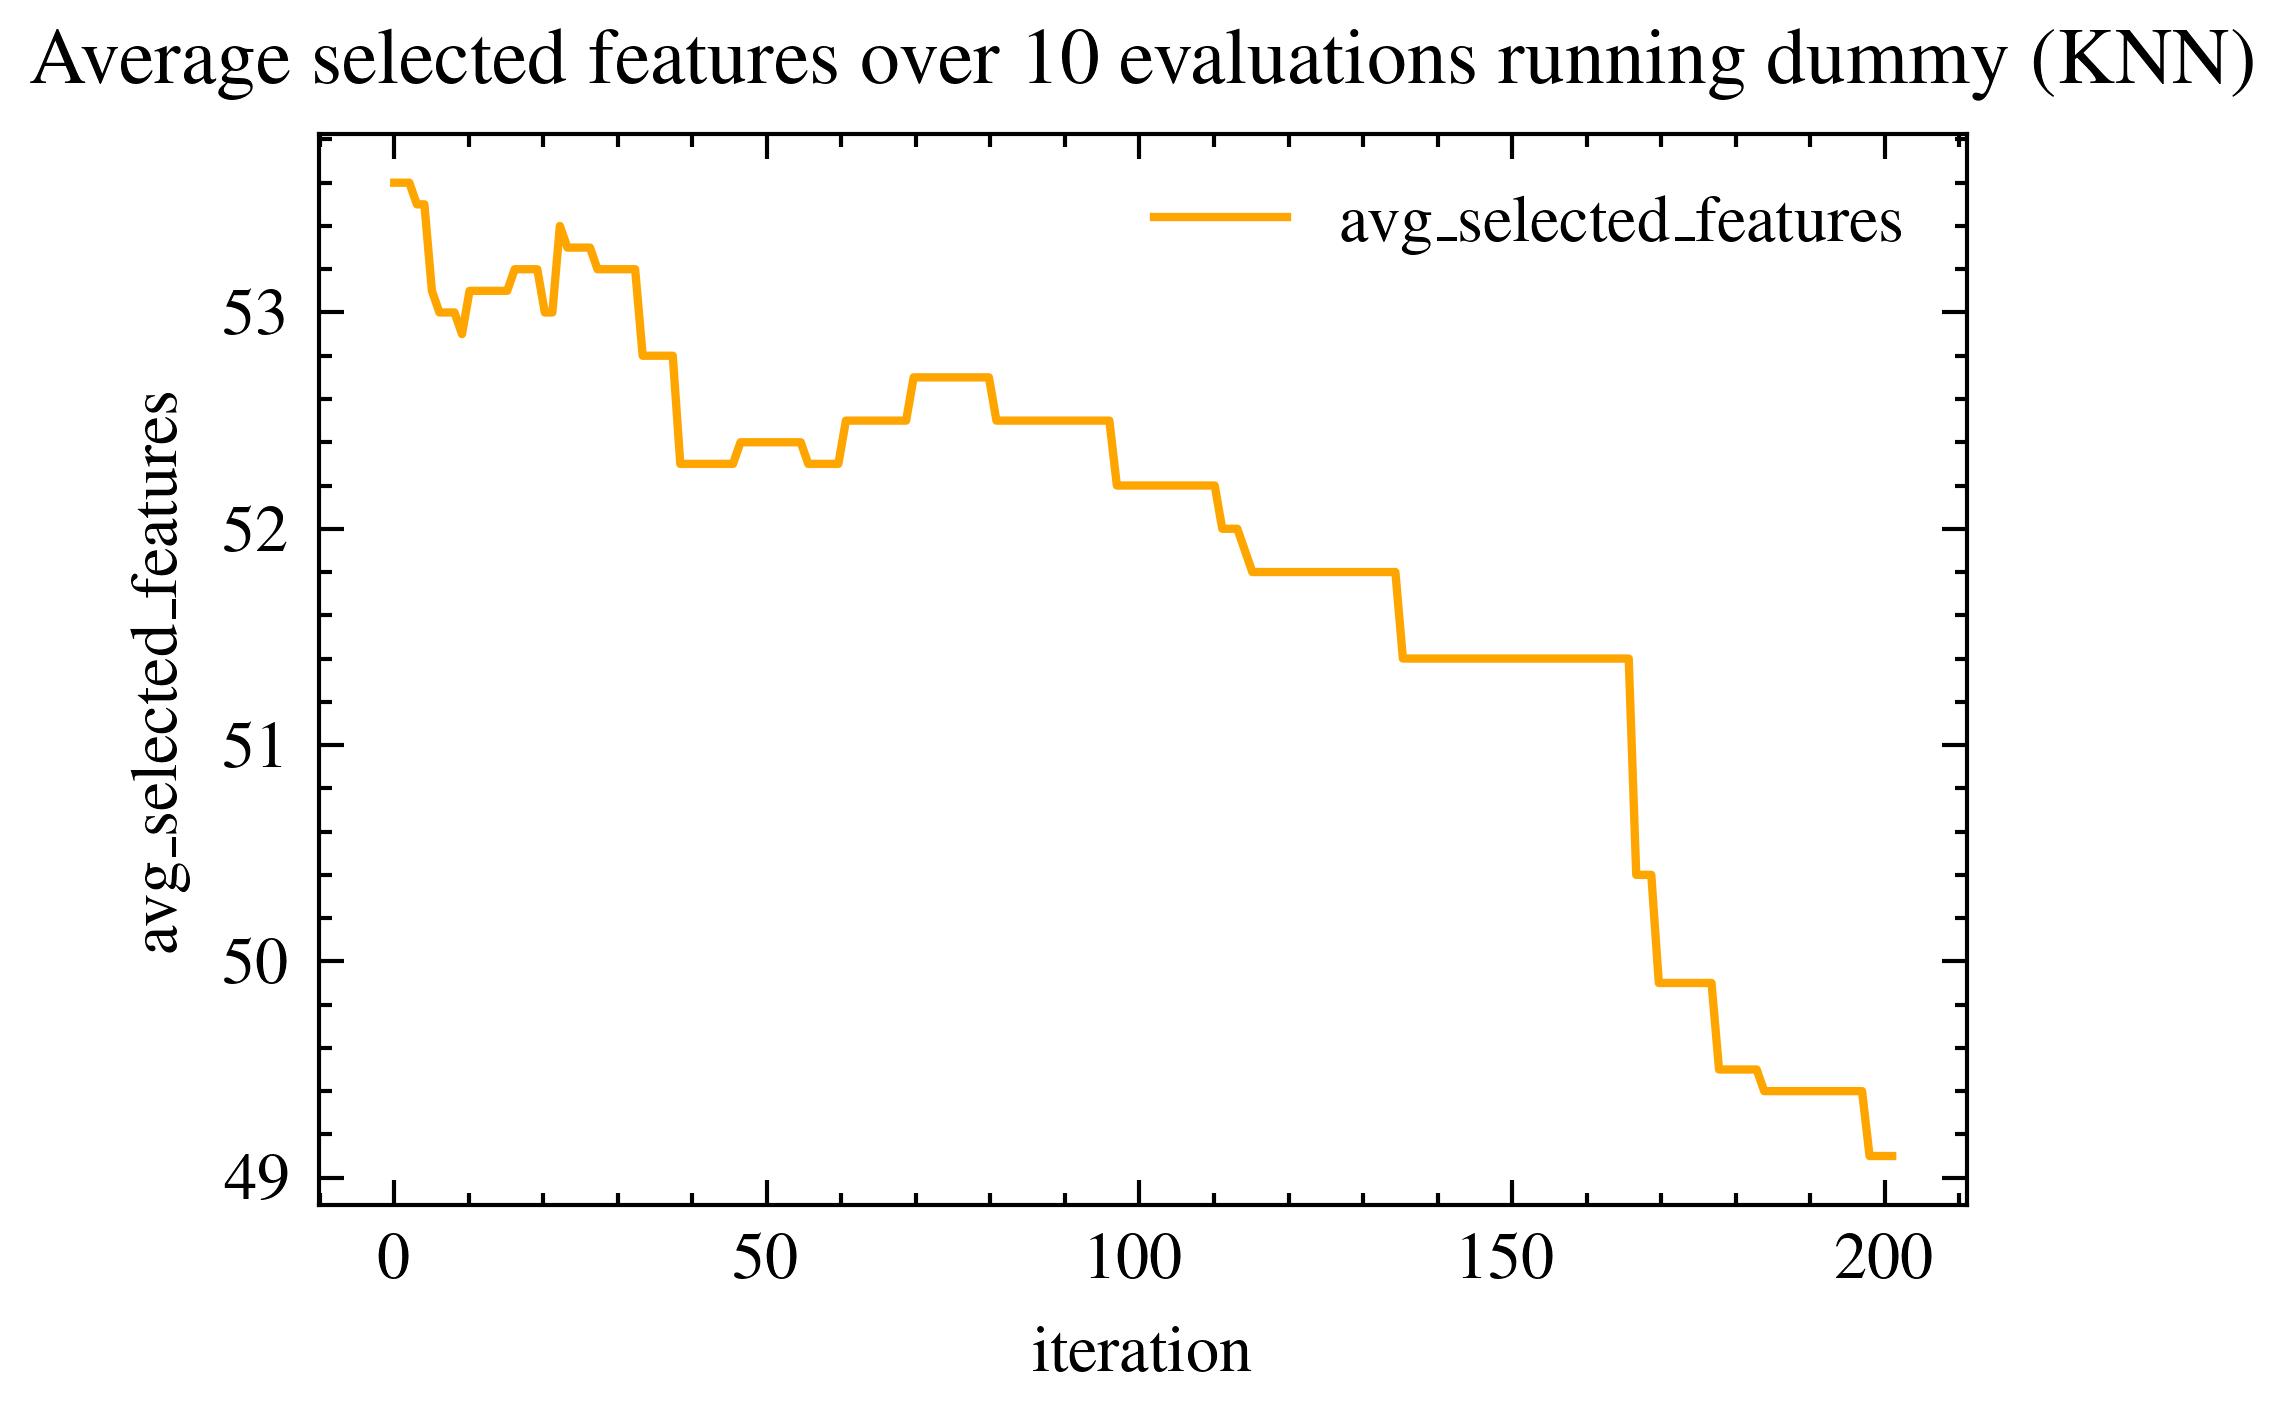 Average selected features over 10 evaluations running dummy (KNN)
avg_selected_features
53
52
51
50
49
avg_selected_features
0 50 100 150 200
iteration